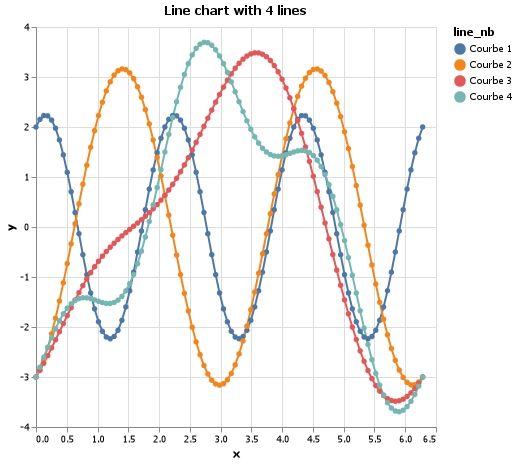 Line chart with 4 lines
line_nb
Courbe 1
Courbe 2
Courbe 3
Courbe 4
y
4
3
2
1
0
-1
-2
-3
-4
0.0 0.5 1.0 1.5 2.0 2.5 3.0 3.5 4.0 4.5 5.0 5.5 6.0 6.5
x